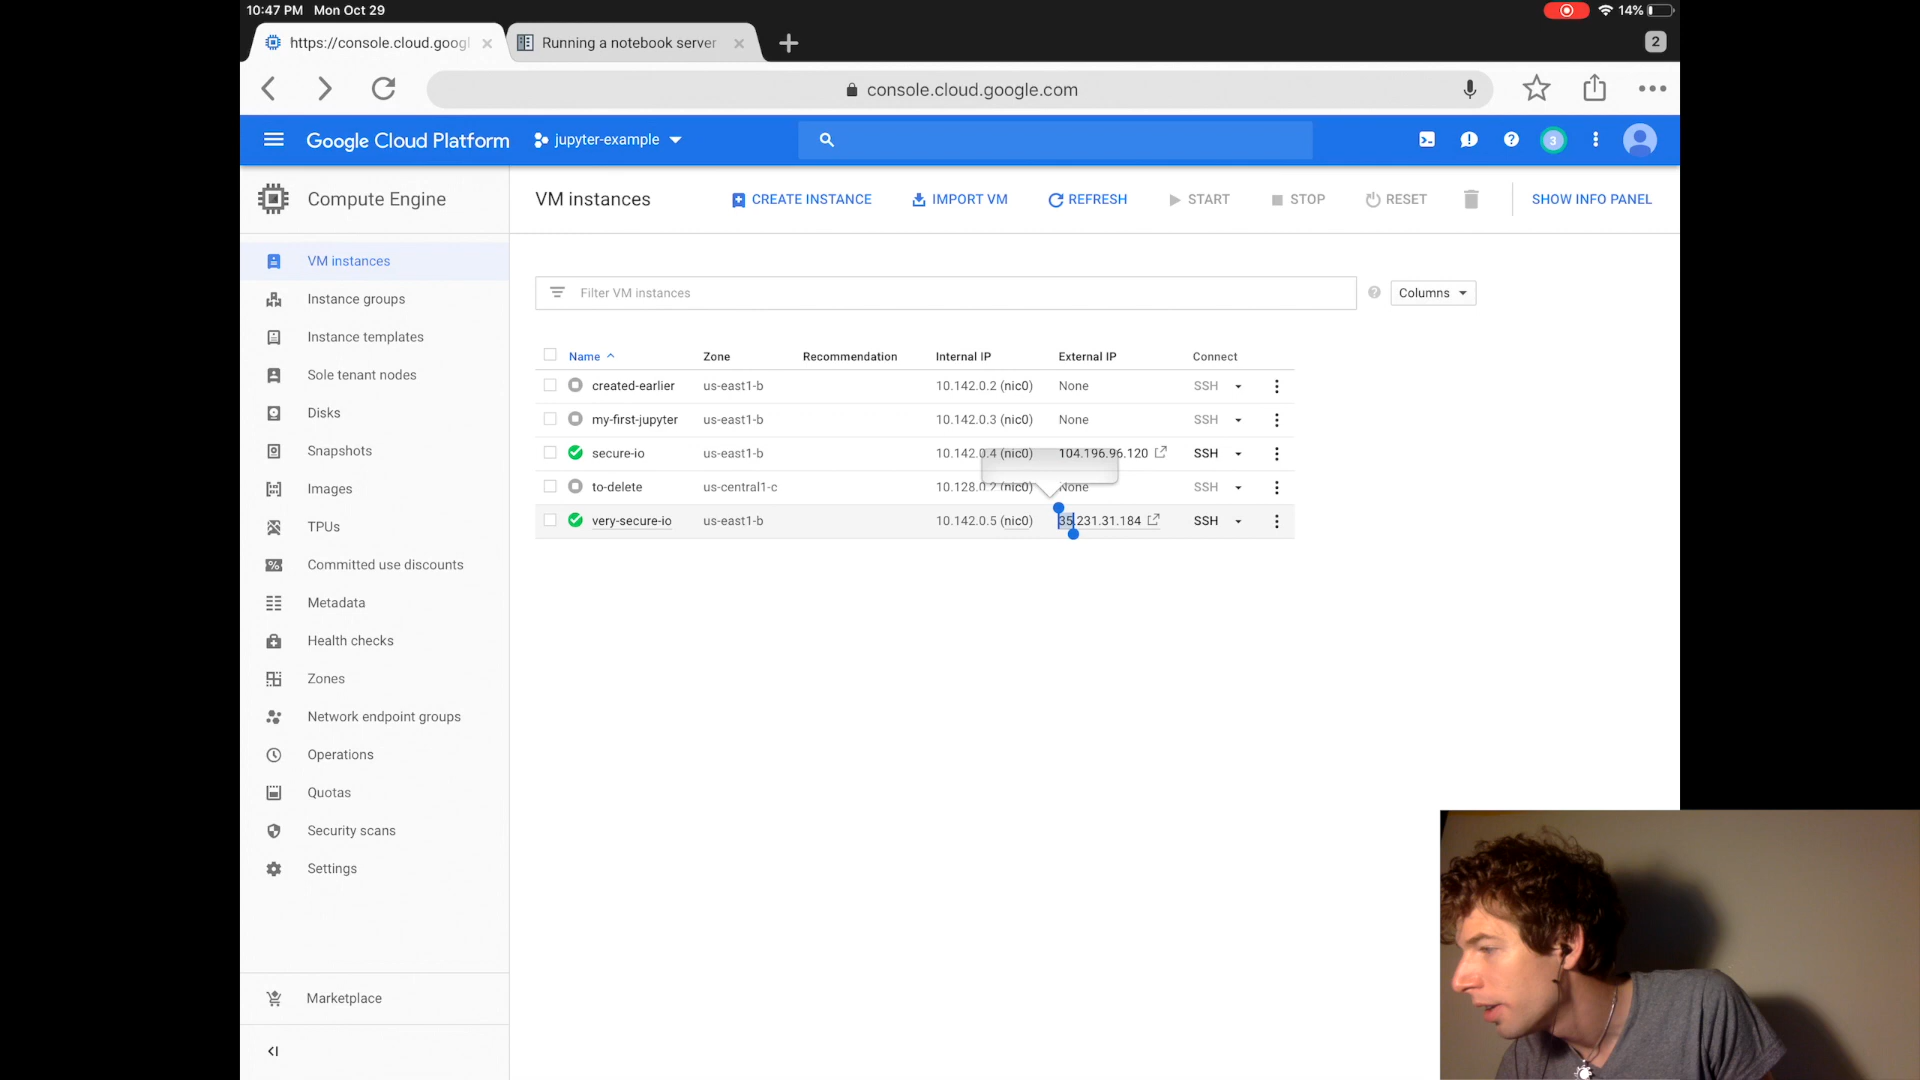 10:47 PM Mon Oct 29
14%
https://console.cloud.googl
Running a notebook server
2
console.cloud.google.com
Google Cloud Platform
jupyter-example
3
Compute Engine
VM instances
CREATE INSTANCE
IMPORT VM
REFRESH
START
STOP
RESET
SHOW INFO PANEL
VM instances
Instance groups
Instance templates
Sole tenant nodes
Disks
Snapshots
Images
TPUs
Committed use discounts
Metadata
Health checks
Zones
Network endpoint groups
Operations
Quotas
Security scans
Settings
Marketplace
Filter VM instances
Columns
Name Zone Recommendation Internal IP External IP Connect
created-earlier us-east1-b 10.142.0.2 (nic0) None SSH
my-first-jupyter us-east1-b 10.142.0.3 (nic0) None SSH
secure-io us-east1-b 10.142.0.4 (nic0) 104.196.96.120 SSH
to-delete us-central1-c 10.128.0.2 (nic0) None SSH
very-secure-io us-east1-b 10.142.0.5 (nic0) 35.231.31.184 SSH